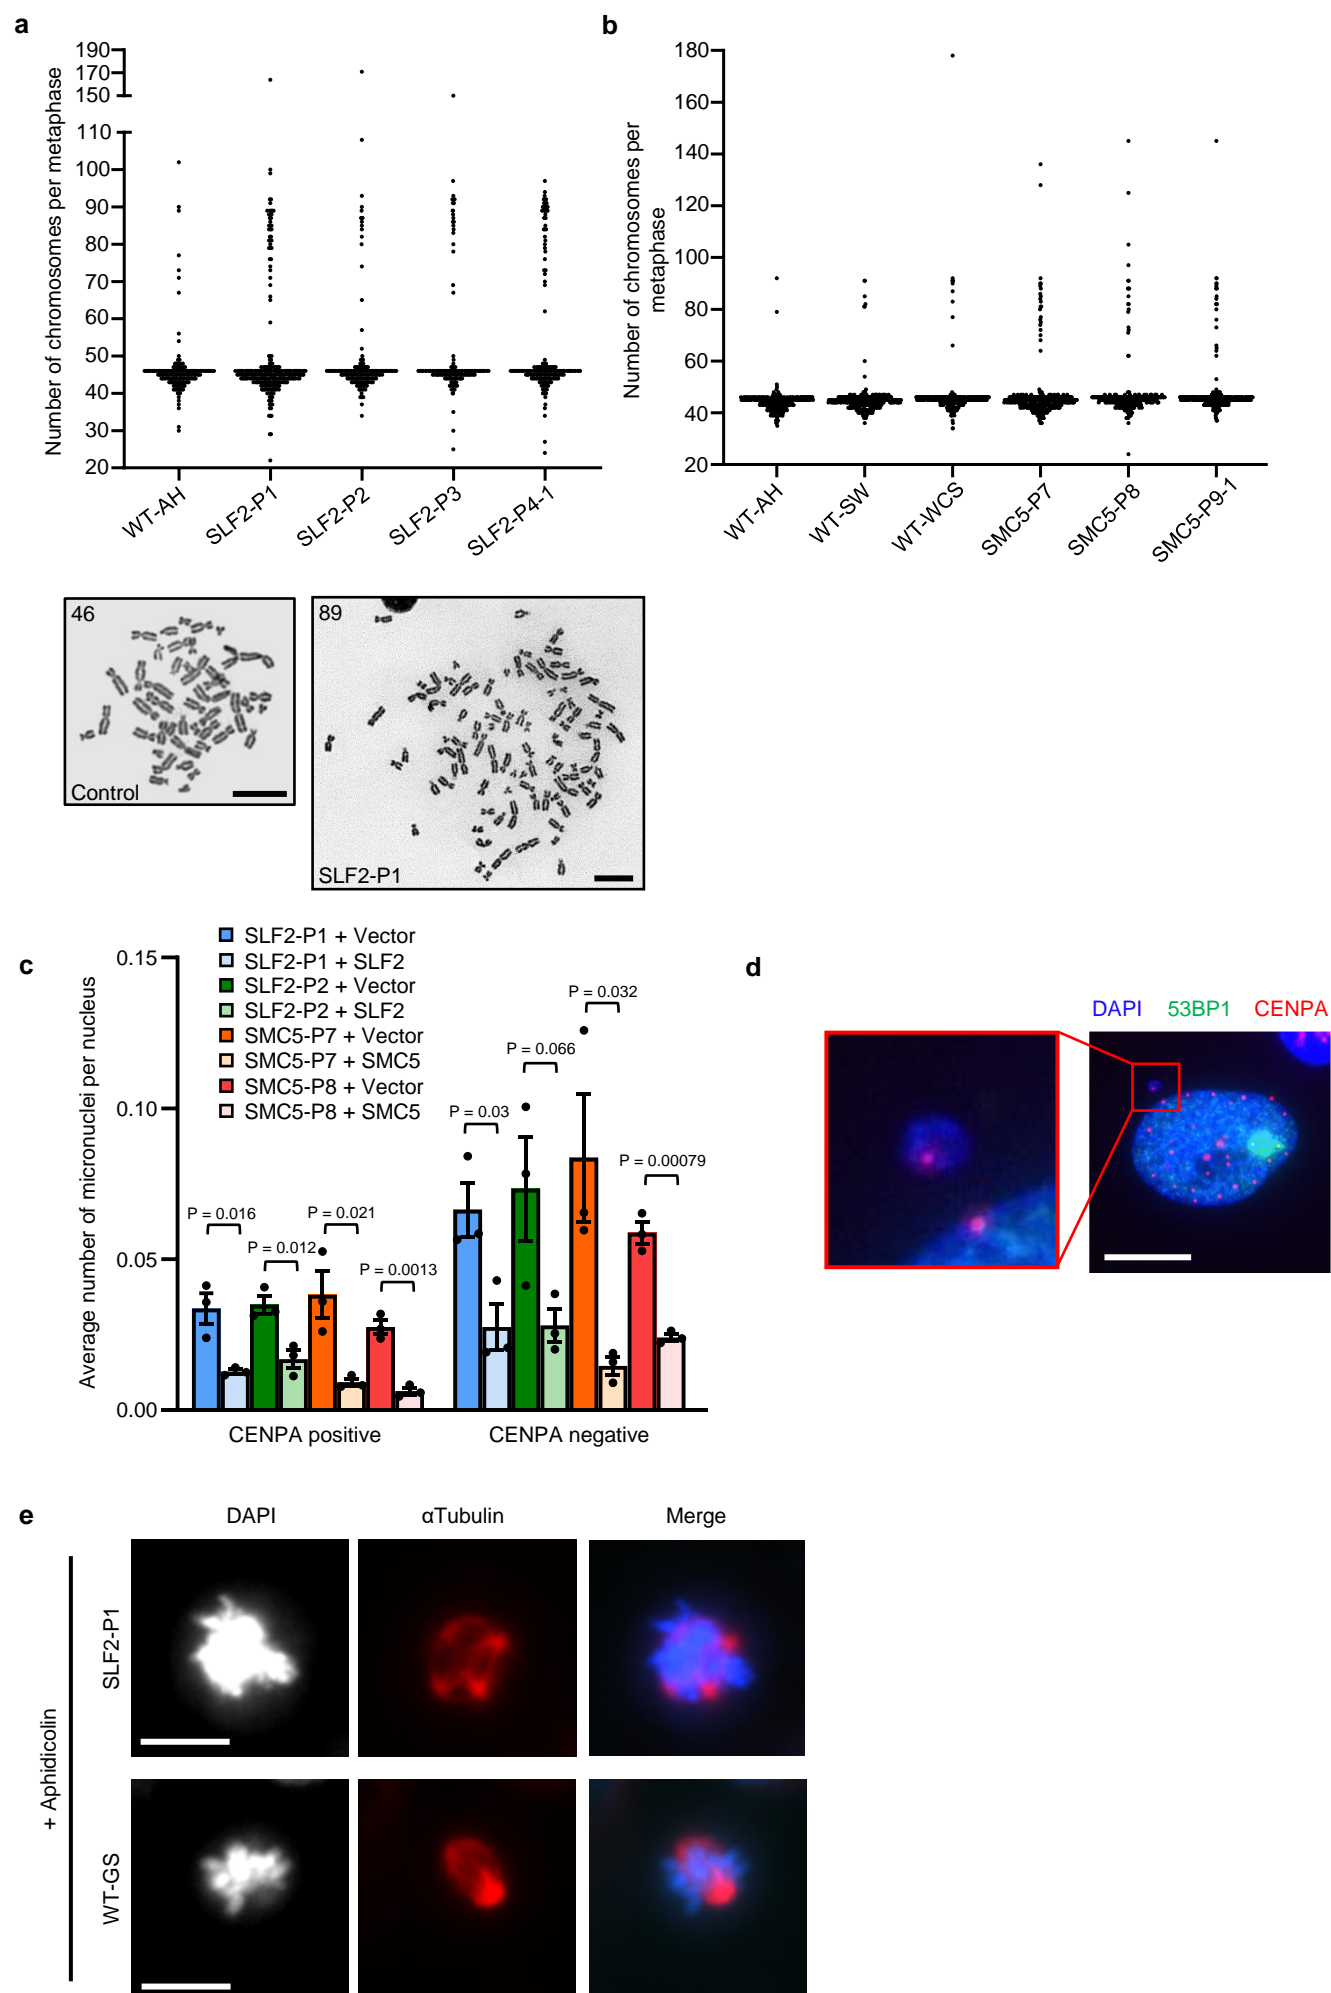 a
Number of chromosomes per metaphase
190
170
150
110
100
90
80
70
60
50
40
30
20
WT-AH
SLF2-P1
SLF2-P2
SLF2-P3
SLF2-P4-1
b
Number of chromosomes per
metaphase
180
160
140
120
100
80
60
40
20
WT-AH
WT-SW
WT-WCS
SMC5-P7
SMC5-P8
SMC5-P9-1
46
Control
89
SLF2-P1
c
Average number of micronuclei per nucleus
0.15
0.10
0.05
0.00
SLF2-P1 + Vector
SLF2-P1 + SLF2
SLF2-P2 + Vector
SLF2-P2 + SLF2
SMC5-P7 + Vector
SMC5-P7 + SMC5
SMC5-P8 + Vector
SMC5-P8 + SMC5
P = 0.016
P = 0.012
P = 0.021
P = 0.0013
P = 0.03
P = 0.066
P = 0.032
P = 0.00079
CENPA positive
CENPA negative
d
DAPI 53BP1 CENPA
e
DAPI
αTubulin
Merge
+ Aphidicolin
SLF2-P1
WT-GS